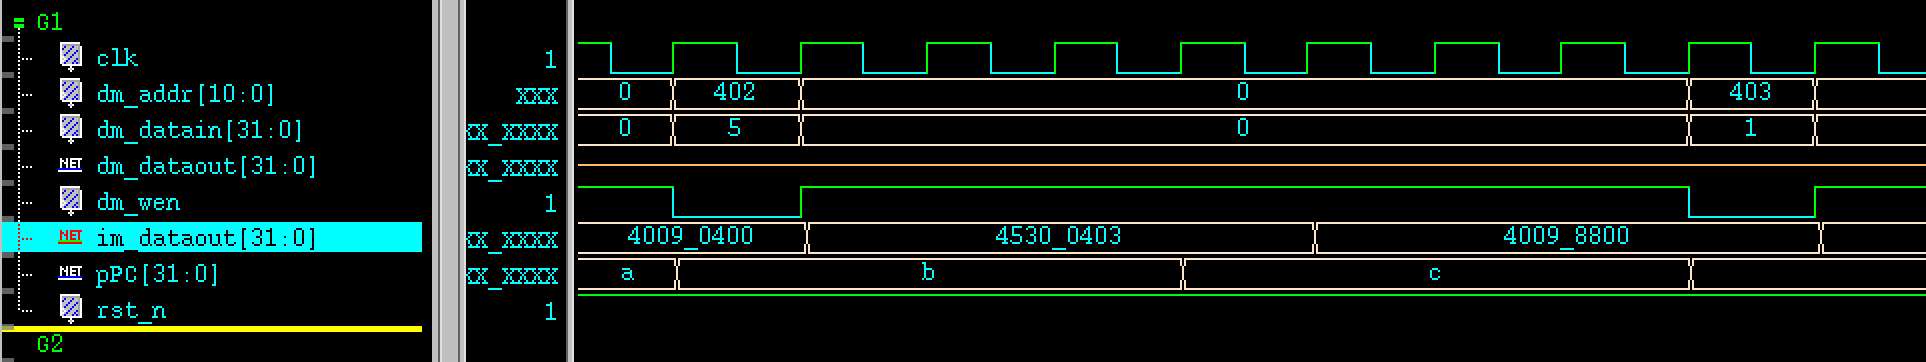 G1
clk 1
dm_addr[10:0] xxx 0 402 0 403
dm_datain[31:0] XX_XXXX 0 5 0 1
NET dm_dataout[31:0] XX_XXXX
dm_wen 1
NET im_dataout[31:0] XX_XXXX 4009_0400 4530_0403 4009_8800
NET pPC[31:0] XX_XXXX a b c
rst_n 1
G2